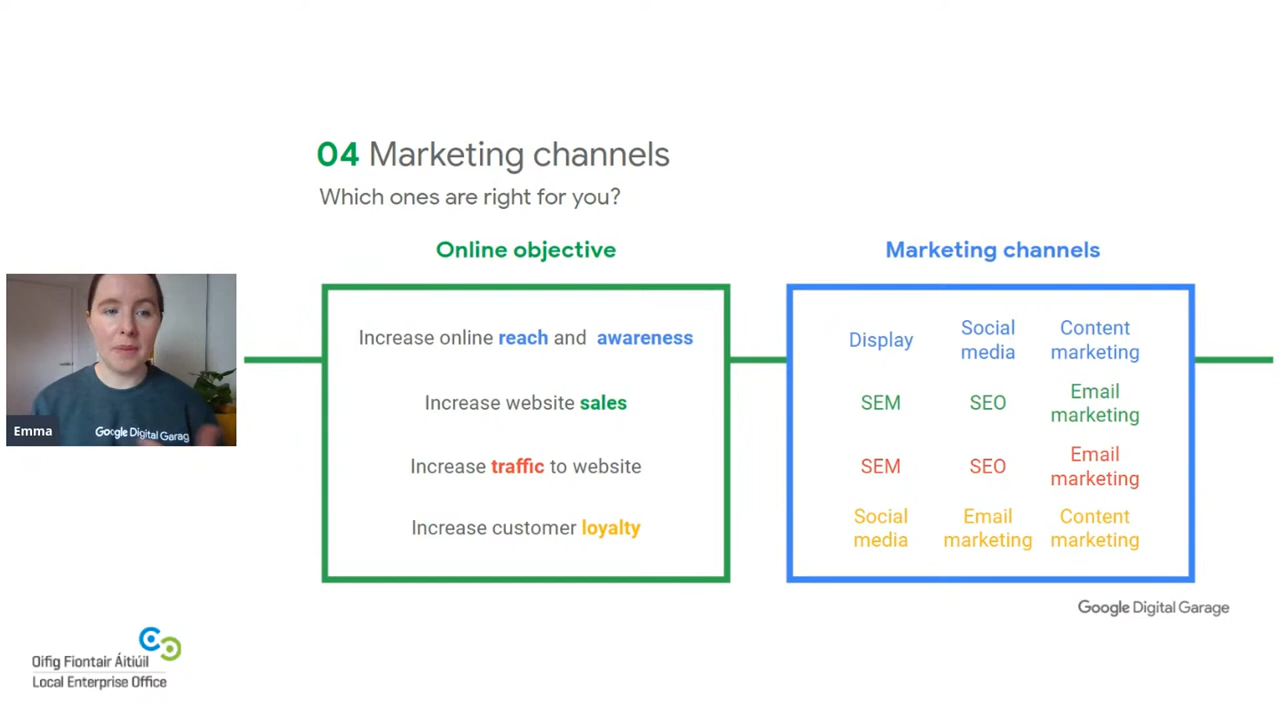 04 Marketing channels
Which ones are right for you?
Online objective
Marketing channels
Increase online reach and awareness
Increase website sales
Increase traffic to website
Increase customer loyalty
Display
Social
media
Content
marketing
SEM
SEO
Email
marketing
SEM
SEO
Email
marketing
Social
media
Email
marketing
Content
marketing
Google Digital Garag
Emma
Google Digital Garage
Oifig Fiontair Áitiúil
Local Enterprise Office